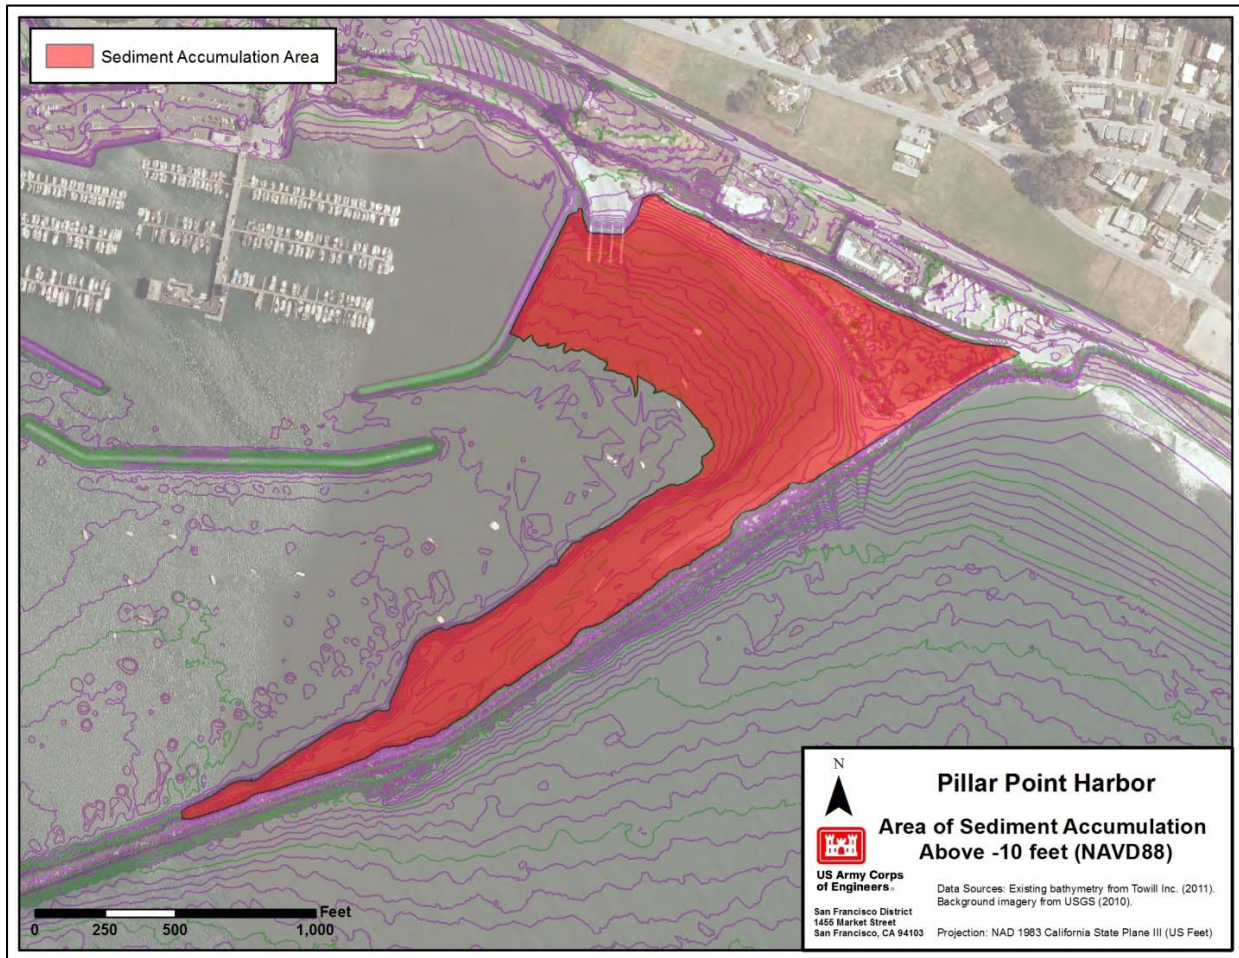 Sediment Accumulation Area
N
Pillar Point Harbor
Area of Sediment Accumulation
Above -10 feet (NAVD88)
US Army Corps
of Engineers®
San Francisco District
1455 Market Street
San Francisco, CA 94103
Data Sources: Existing bathymetry from Towill Inc. (2011).
Background imagery from USGS (2010).
Projection: NAD 1983 California State Plane III (US Feet)
Feet
0 250 500 1,000